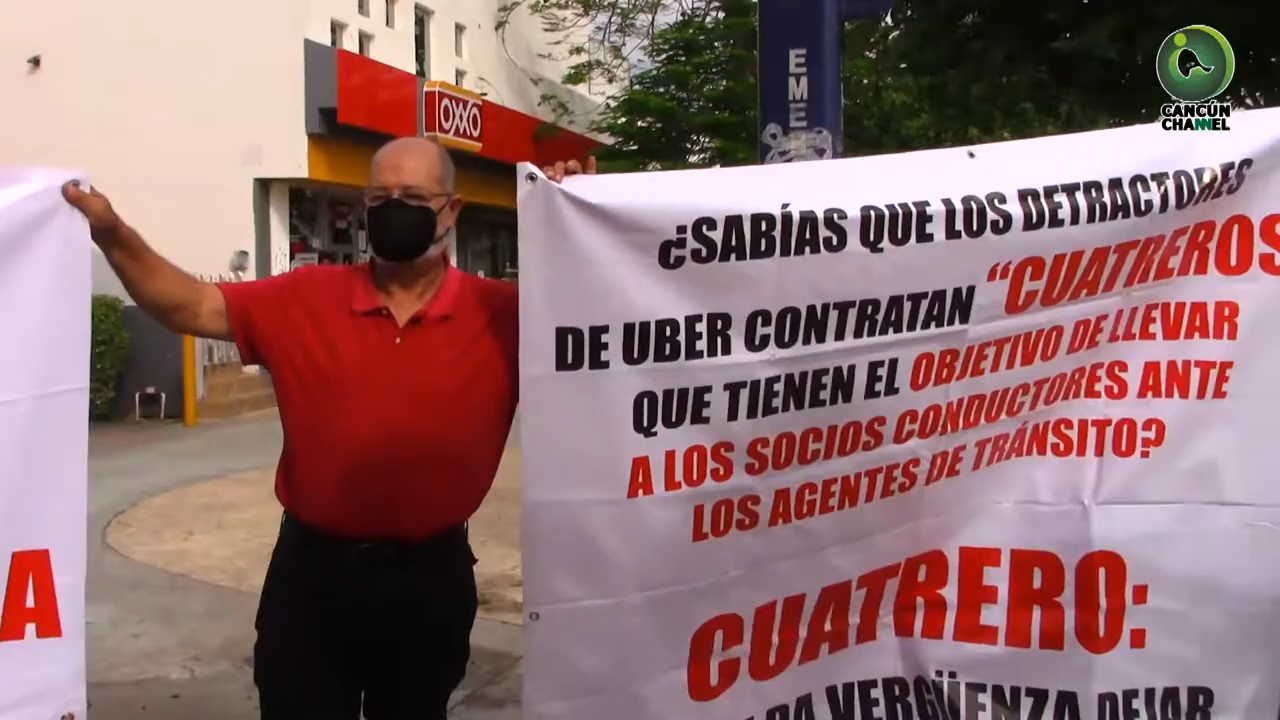 CANCÚN
CHANNEL
OXXO
EME
¿SABÍAS QUE LOS DETRACTORES
DE UBER CONTRATAN "CUATREROS
QUE TIENEN EL OBJETIVO DE LLEVAR
A LOS SOCIOS CONDUCTORES ANTE
LOS AGENTES DE TRÁNSITO?
CUATRERO:
VERGÜENZA DEJAR
A